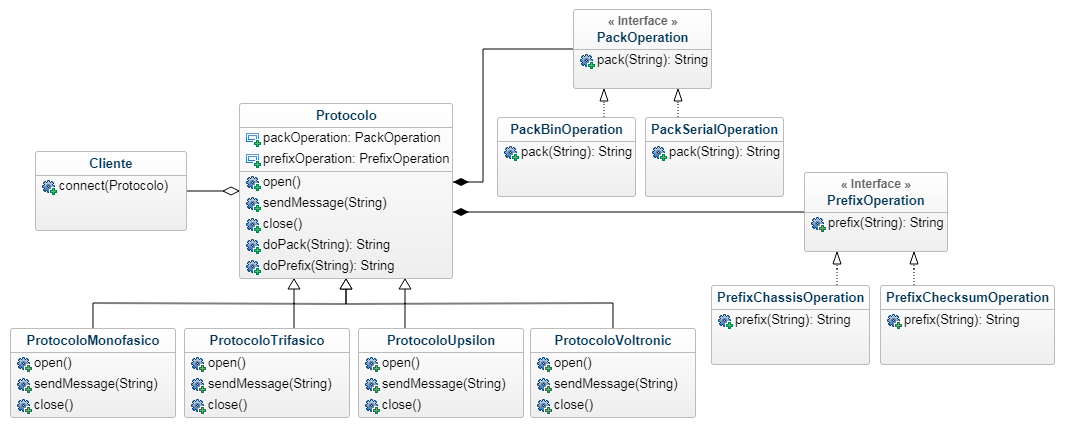 « Interface »
PackOperation
pack(String): String
Protocolo
packOperation: PackOperation
prefixOperation: PrefixOperation
open()
sendMessage(String)
close()
doPack(String): String
doPrefix(String): String
PackBinOperation
pack(String): String
PackSerialOperation
pack(String): String
Cliente
connect(Protocolo)
« Interface »
PrefixOperation
prefix(String): String
PrefixChassisOperation
prefix(String): String
PrefixChecksumOperation
prefix(String): String
ProtocoloMonofasico
open()
sendMessage(String)
close()
ProtocoloTrifasico
open()
sendMessage(String)
close()
ProtocoloUpsilon
open()
sendMessage(String)
close()
ProtocoloVoltronic
open()
sendMessage(String)
close()